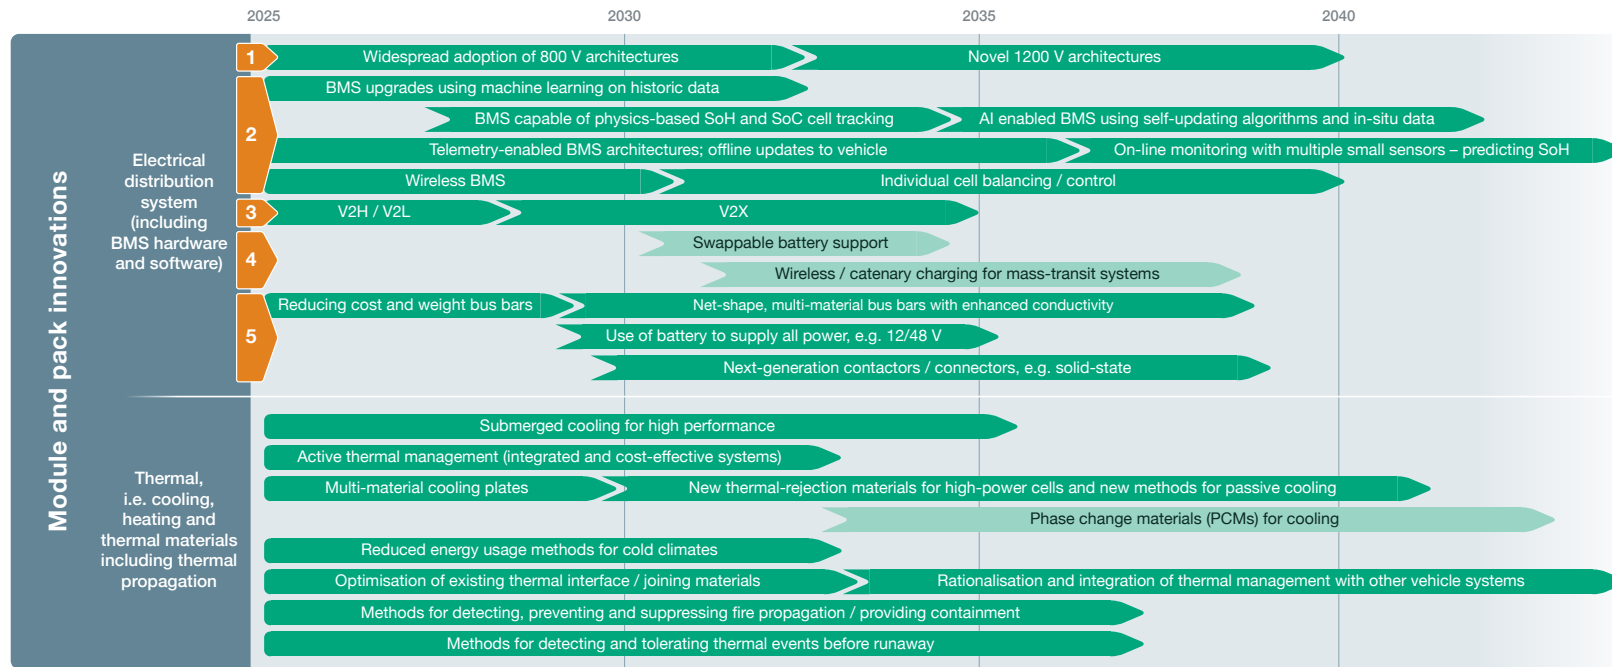 2025 2030 2035 2040
Module and pack innovations
Electrical
distribution
system
(including
BMS hardware
and software)
1
Widespread adoption of 800 V architectures
Novel 1200 V architectures
2
BMS upgrades using machine learning on historic data
BMS capable of physics-based SoH and SoC cell tracking
AI enabled BMS using self-updating algorithms and in-situ data
Telemetry-enabled BMS architectures; offline updates to vehicle
On-line monitoring with multiple small sensors – predicting SoH
Wireless BMS
Individual cell balancing / control
3
V2H / V2L
V2X
4
Swappable battery support
Wireless / catenary charging for mass-transit systems
5
Reducing cost and weight bus bars
Net-shape, multi-material bus bars with enhanced conductivity
Use of battery to supply all power, e.g. 12/48 V
Next-generation contactors / connectors, e.g. solid-state
Thermal,
i.e. cooling,
heating and
thermal materials
including thermal
propagation
Submerged cooling for high performance
Active thermal management (integrated and cost-effective systems)
Multi-material cooling plates
New thermal-rejection materials for high-power cells and new methods for passive cooling
Phase change materials (PCMs) for cooling
Reduced energy usage methods for cold climates
Optimisation of existing thermal interface / joining materials
Rationalisation and integration of thermal management with other vehicle systems
Methods for detecting, preventing and suppressing fire propagation / providing containment
Methods for detecting and tolerating thermal events before runaway